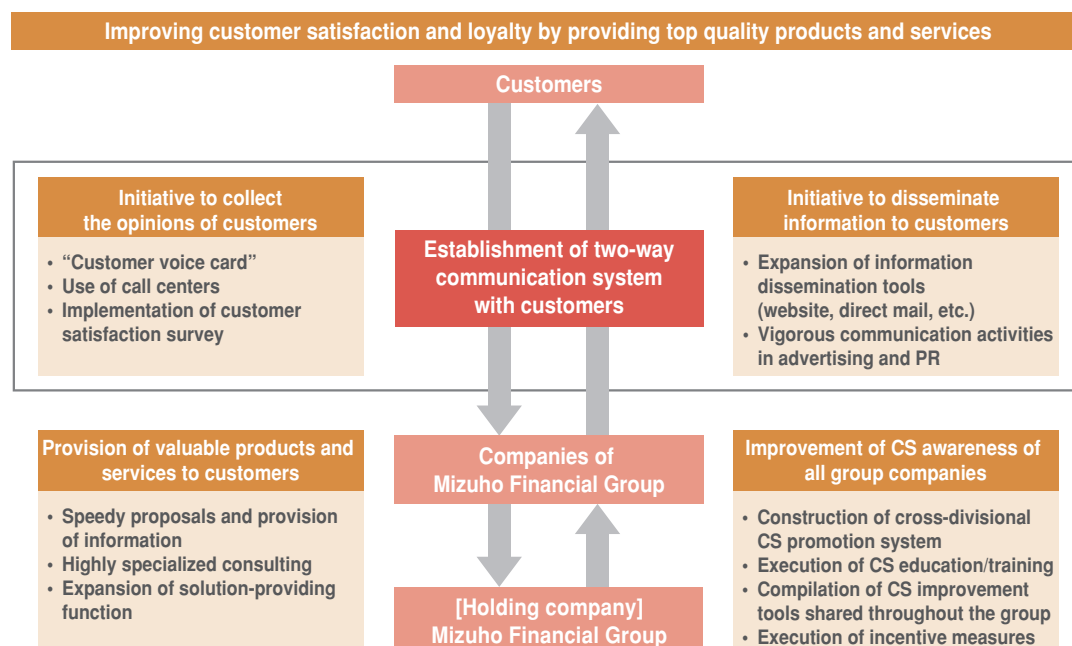 Improving customer satisfaction and loyalty by providing top quality products and services
Customers
Initiative to collect
the opinions of customers
• “Customer voice card”
• Use of call centers
• Implementation of customer
satisfaction survey
Establishment of two-way
communication system
with customers
Initiative to disseminate
information to customers
• Expansion of information
dissemination tools
(website, direct mail, etc.)
• Vigorous communication activities
in advertising and PR
Provision of valuable products and
services to customers
• Speedy proposals and provision
of information
• Highly specialized consulting
• Expansion of solution-providing
function
Companies of
Mizuho Financial Group
[Holding company]
Mizuho Financial Group
Improvement of CS awareness of
all group companies
• Construction of cross-divisional
CS promotion system
• Execution of CS education/training
• Compilation of CS improvement
tools shared throughout the group
• Execution of incentive measures